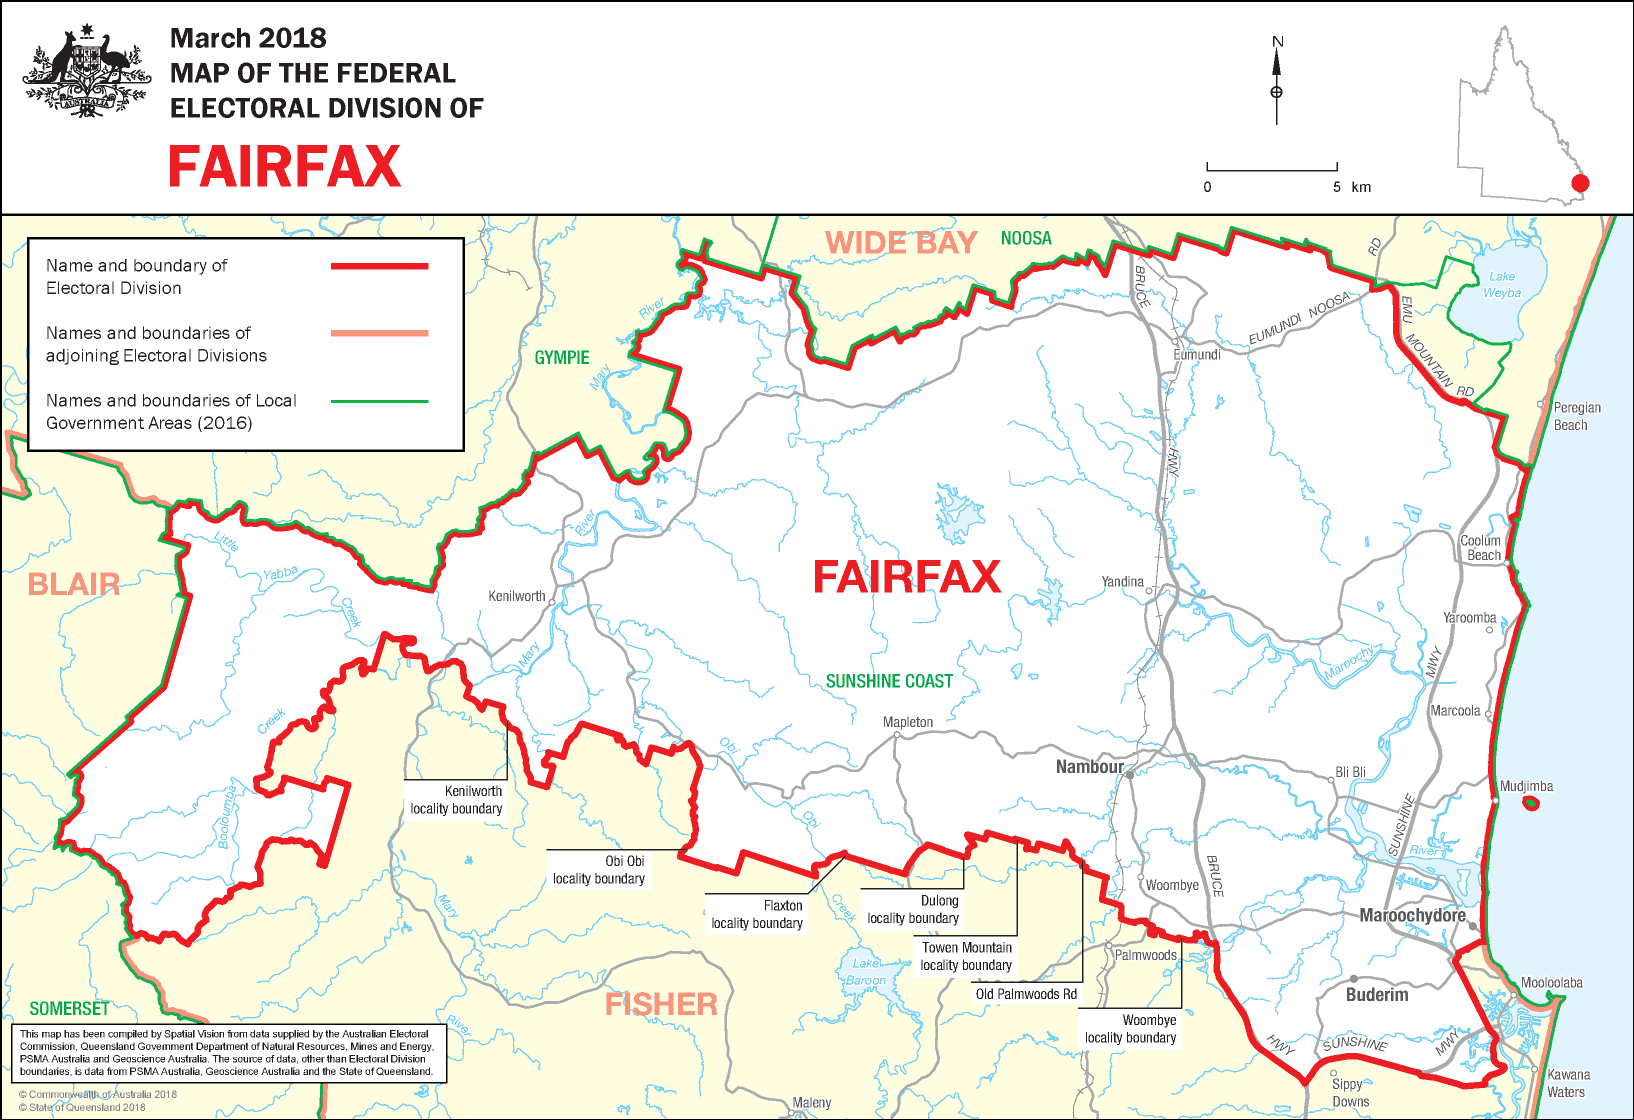 March 2018
MAP OF THE FEDERAL
ELECTORAL DIVISION OF
FAIRFAX
AUSTRALIA
N
0 5 km
Name and boundary of
Electoral Division
Names and boundaries of
adjoining Electoral Divisions
Names and boundaries of Local
Government Areas (2016)
WIDE BAY
NOOSA
RD
Lake
Weyba
BRUCE
EUMUNDI NOOSA
EMU
MOUNTAIN
RD
River
GYMPIE
Mary
Eumundi
Peregian
Beach
HWY
River
Little
Yabba
Creek
BLAIR
Kenilworth
Mary
FAIRFAX
Yandina
Coolum
Beach
Yaroomba
Maroochy
MWY
SUNSHINE COAST
Creek
Mapleton
Marcoola
Obi
Nambour
Bli Bli
Mudjimba
Kenilworth
locality boundary
Booloumba
Obi
SUNSHINE
River
Obi Obi
locality boundary
BRUCE
Woombye
Flaxton
locality boundary
Creek
Dulong
locality boundary
Mary
Maroochydore
Towen Mountain
locality boundary
Palmwoods
Lake
Baroon
Old Palmwoods Rd
Buderim
Mooloolaba
SOMERSET
FISHER
River
Woombye
locality boundary
HWY
SUNSHINE
MWY
Sippy
Downs
Kawana
Waters
Maleny
This map has been compiled by Spatial Vision from data supplied by the Australian Electoral
Commission, Queensland Government Department of Natural Resources, Mines and Energy,
PSMA Australia and Geoscience Australia. The source of data, other than Electoral Division
boundaries, is data from PSMA Australia, Geoscience Australia and the State of Queensland.
© Commonwealth of Australia 2018
© State of Queensland 2018